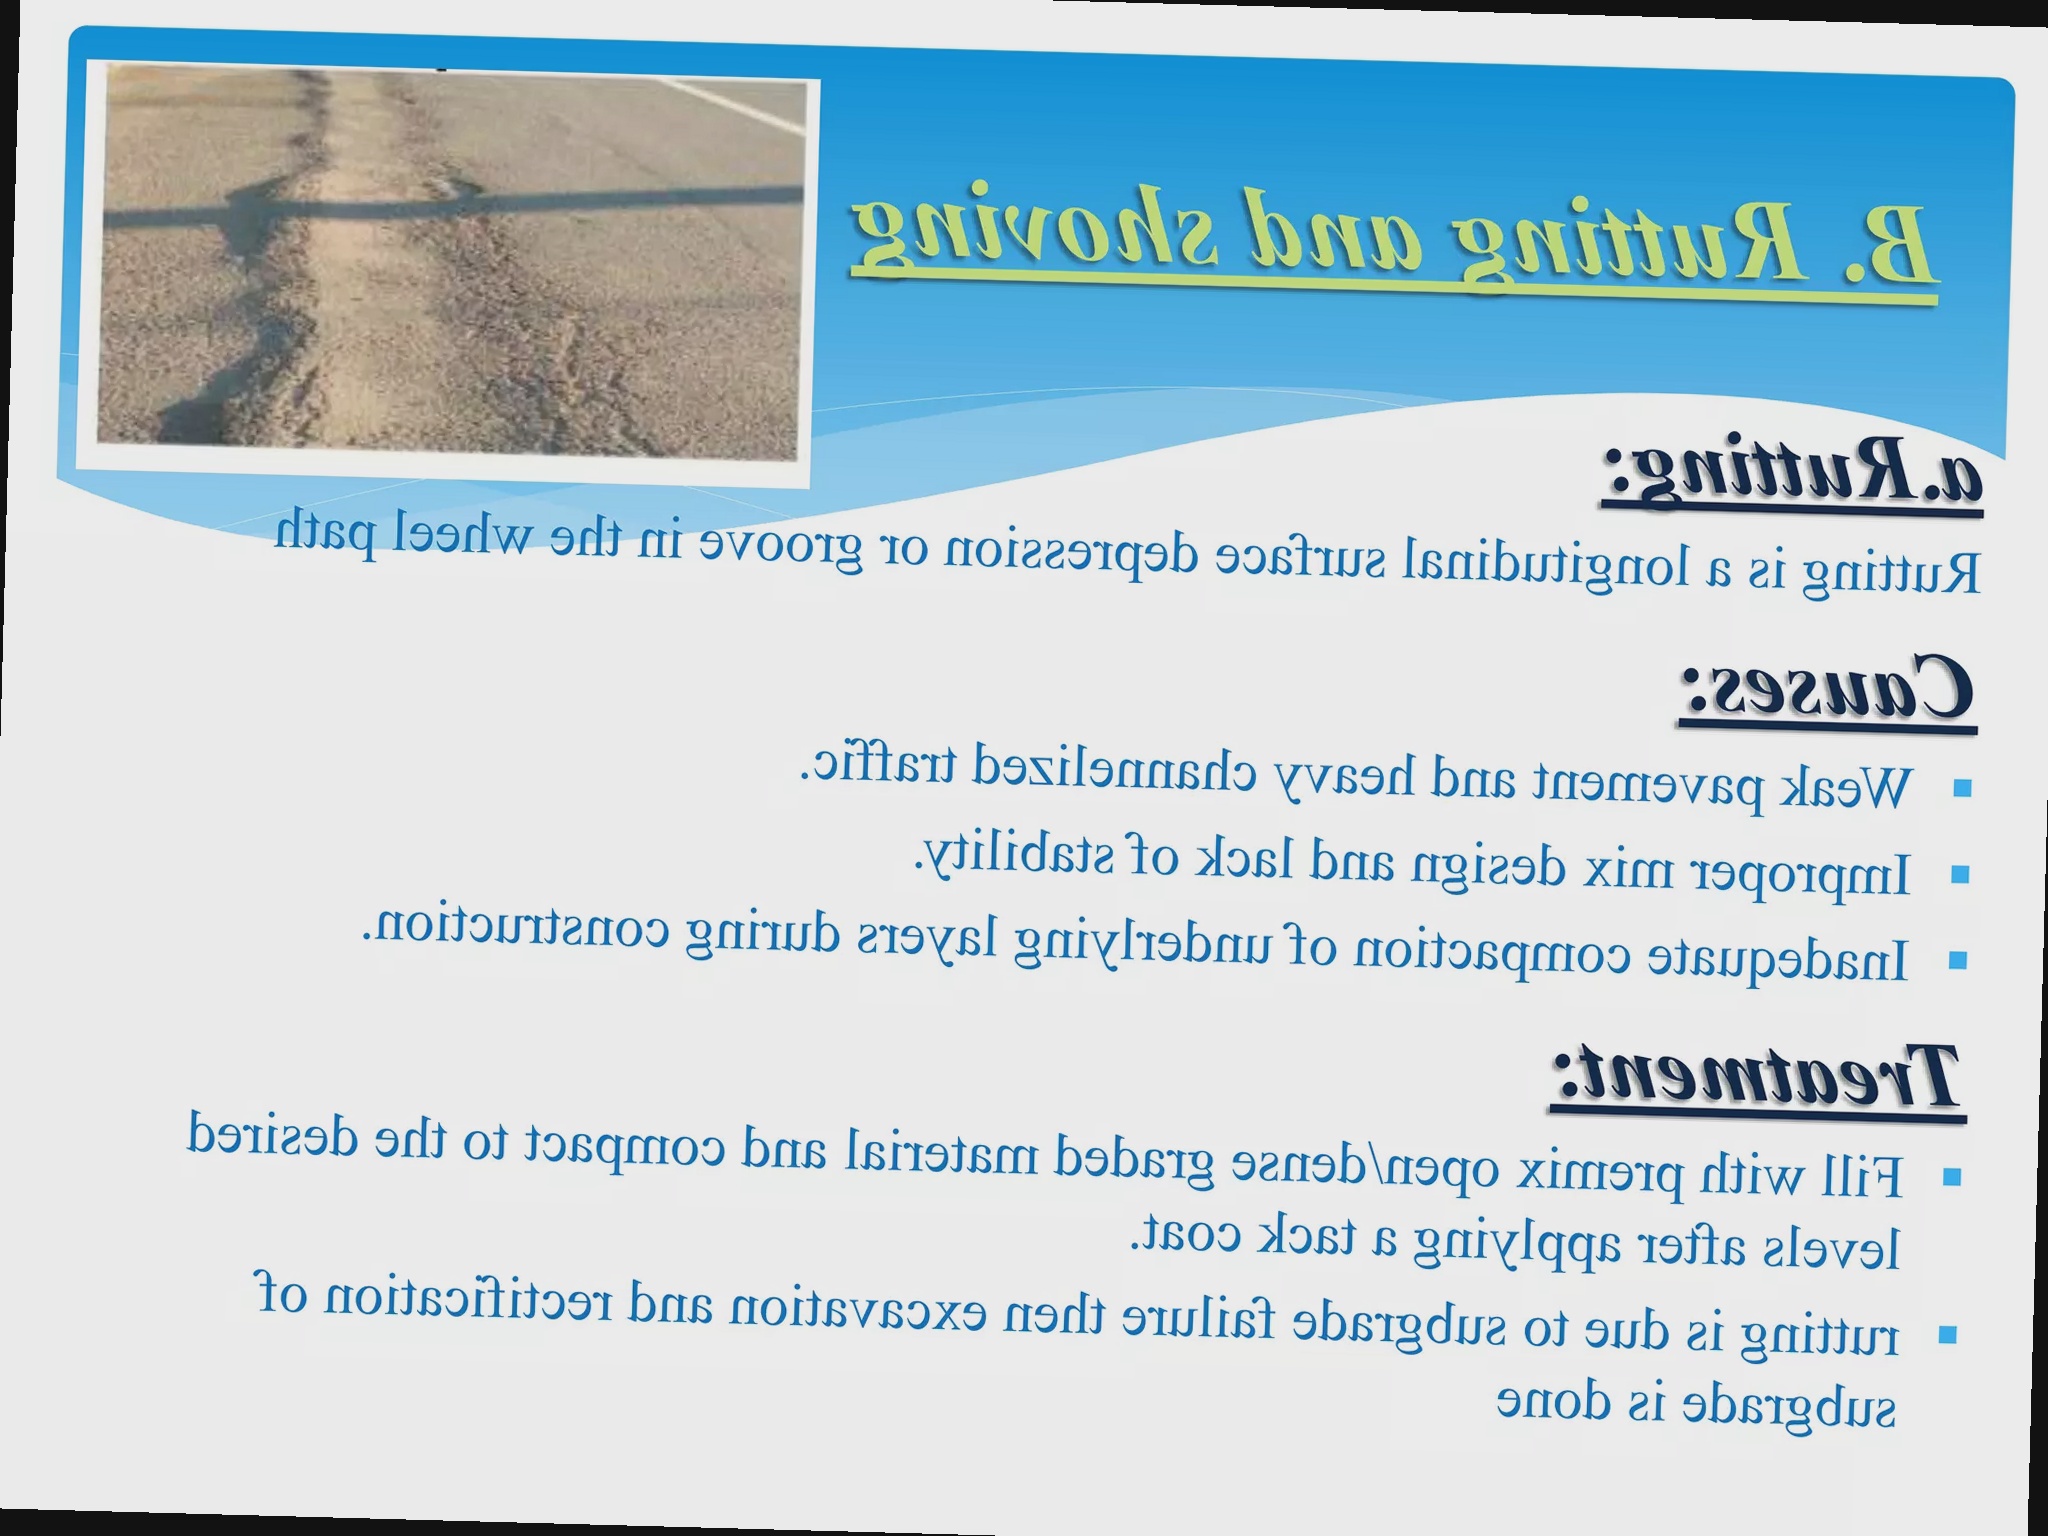 B. Rutting and shoving
a.Rutting:
Rutting is a longitudinal surface depression or groove in the wheel path
Causes:
Weak pavement and heavy channelized traffic.
Improper mix design and lack of stability.
Inadequate compaction of underlying layers during construction.
Treatment:
Fill with premix open/dense graded material and compact to the desired
levels after applying a tack coat.
rutting is due to subgrade failure then excavation and rectification of
subgrade is done